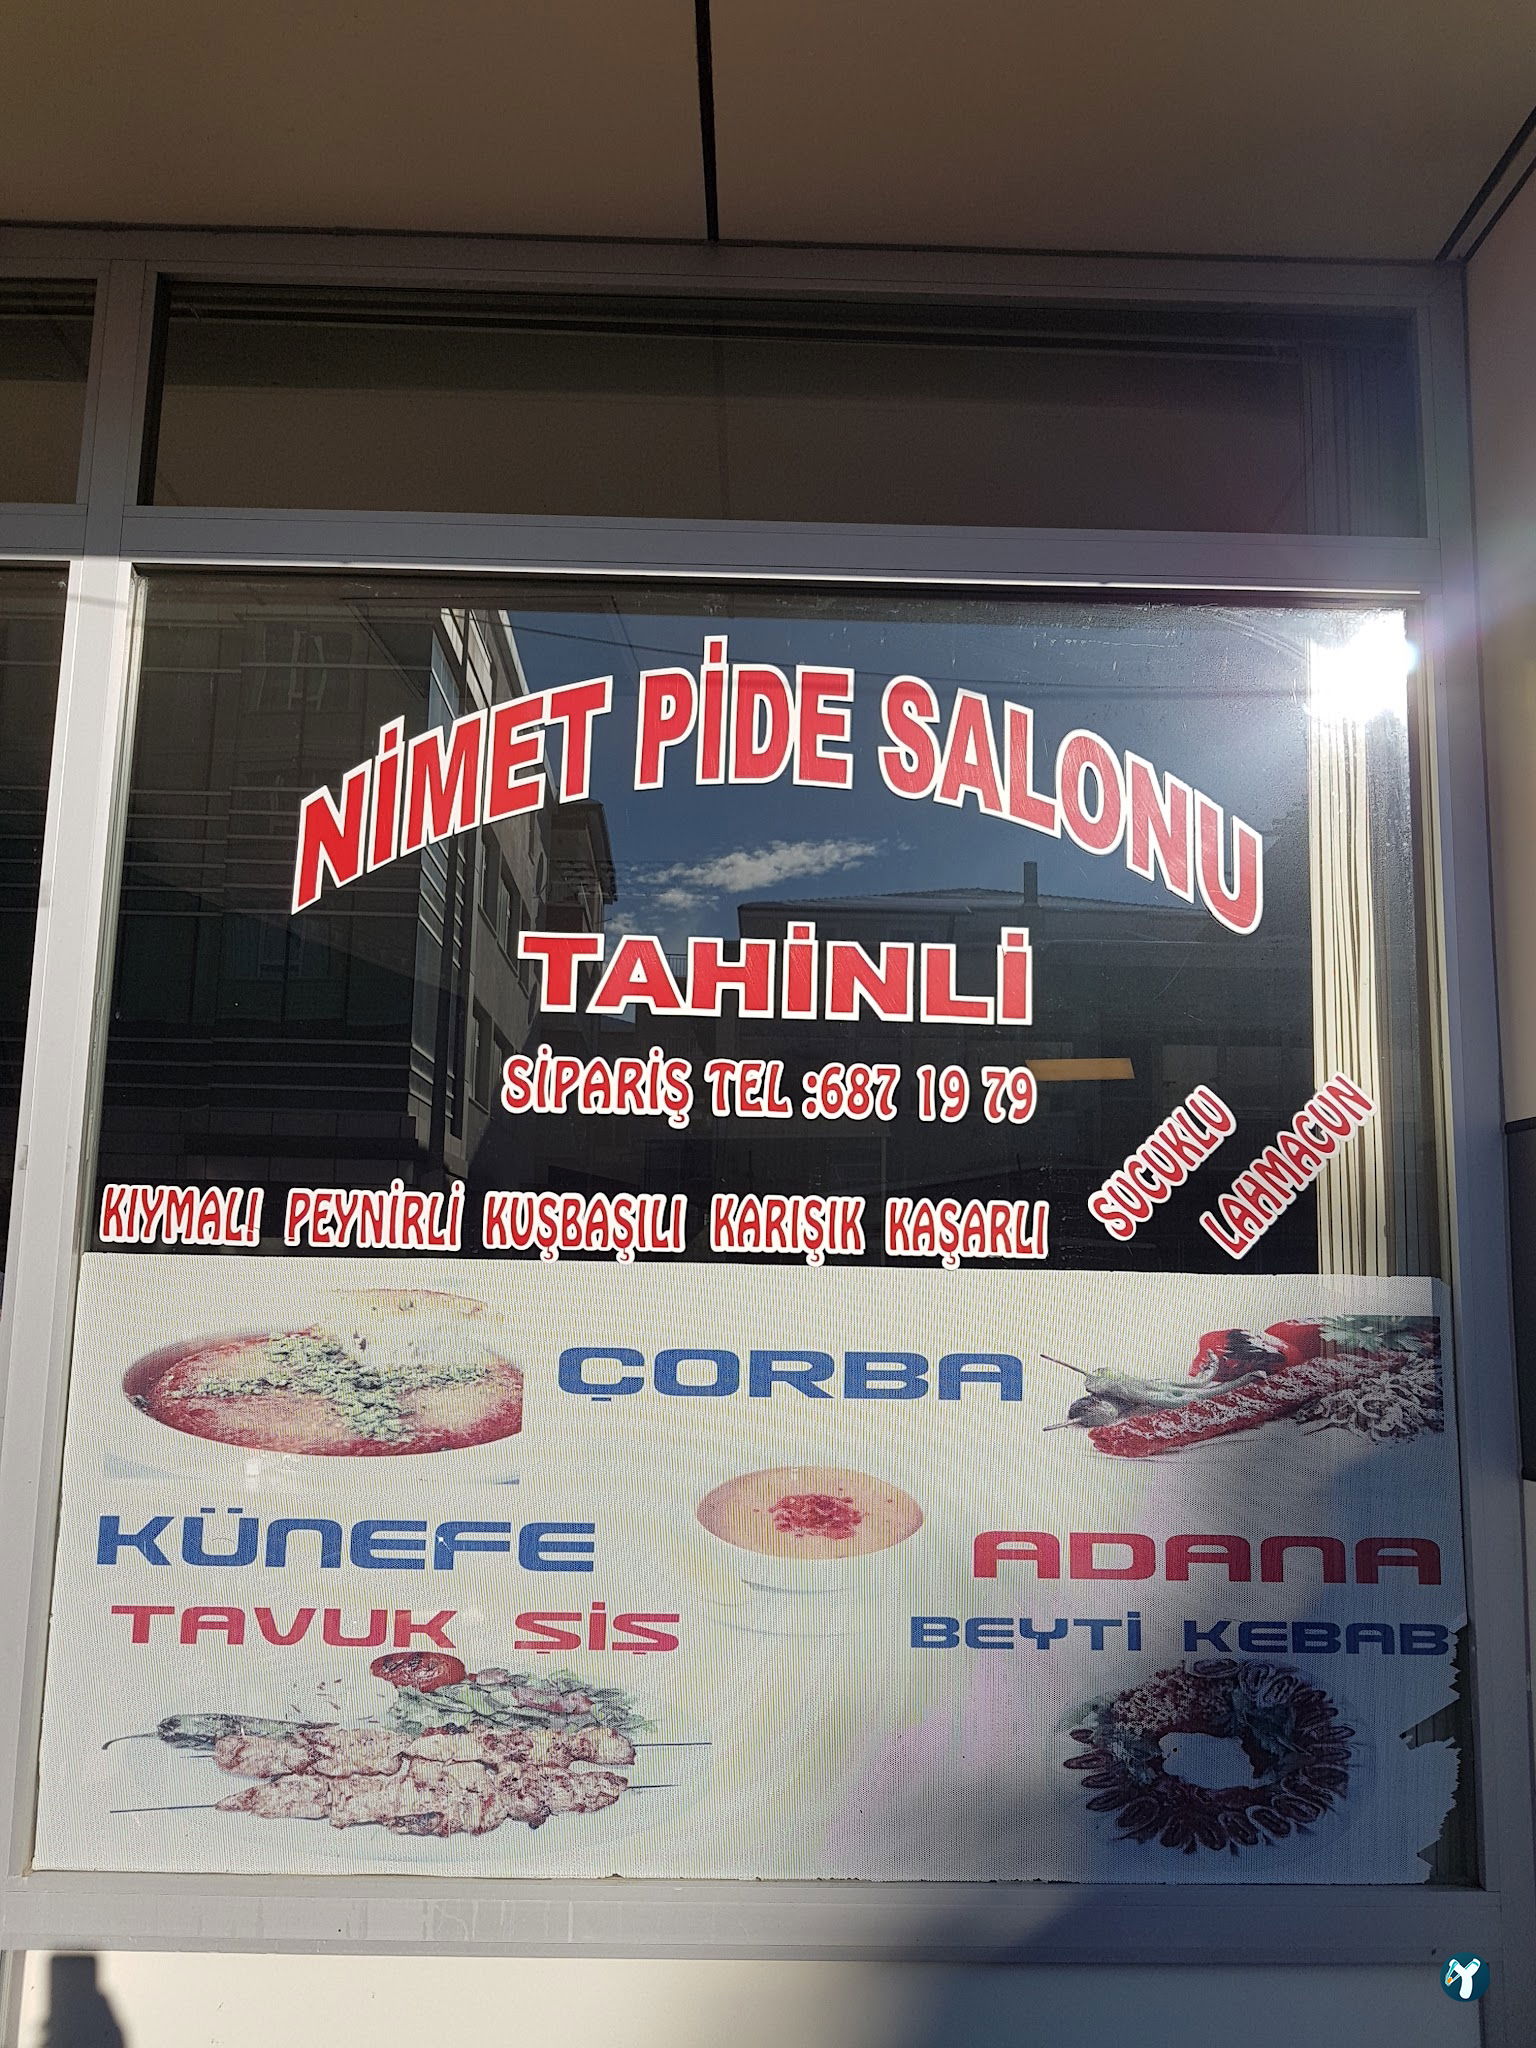 NİMET PİDE SALONU
TAHİNLİ
SİPARİŞ TEL :687 19 79
KIYMALI PEYNİRLİ KUŞBAŞILI KARIŞIK KAŞARLI
SUCUKLU
LAHMACUN
ÇORBA
KÜNEFE
ADANA
TAVUK ŞİŞ
BEYTİ KEBAB